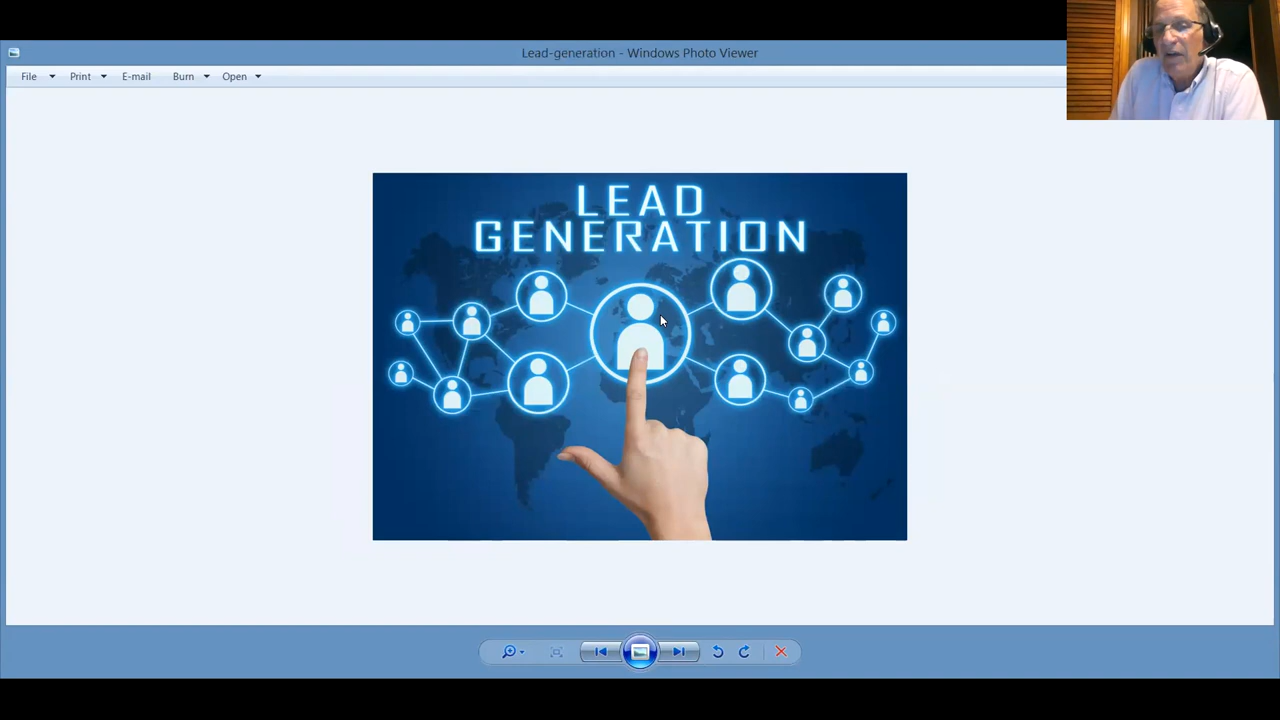 Lead-generation - Windows Photo Viewer
File Print E-mail Burn Open
LEAD
GENERATION